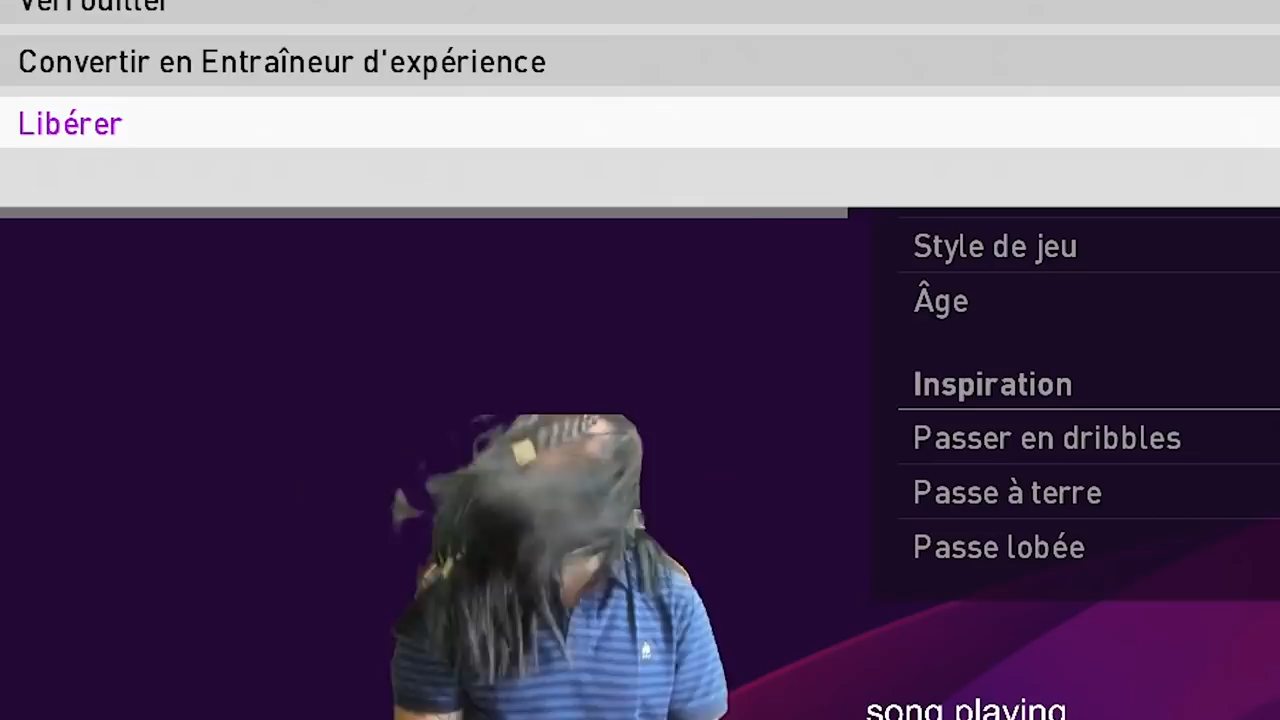 Verrouiller
Convertir en Entraîneur d'expérience
Libérer
Style de jeu
Âge
Inspiration
Passer en dribbles
Passe à terre
Passe lobée
song playing